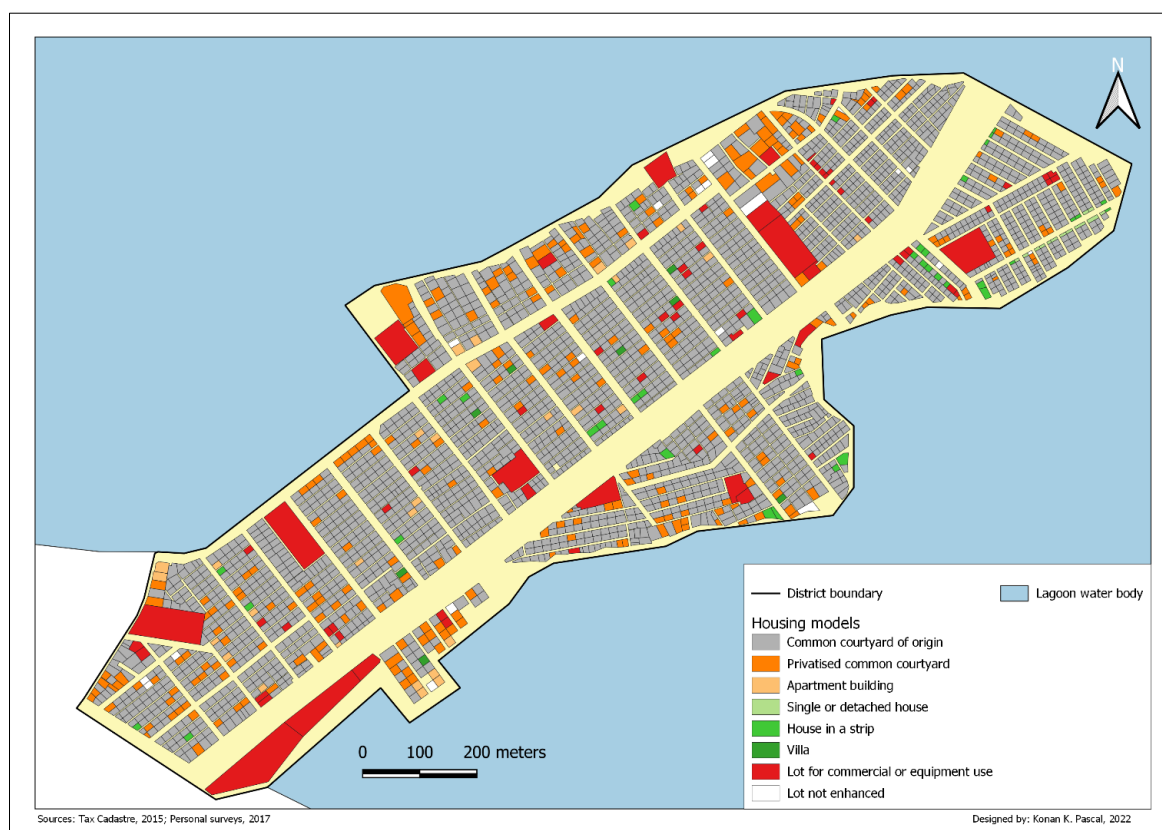 N
0 100 200 meters
District boundary
Lagoon water body
Housing models
Common courtyard of origin
Privatised common courtyard
Apartment building
Single or detached house
House in a strip
Villa
Lot for commercial or equipment use
Lot not enhanced
Sources: Tax Cadastre, 2015; Personal surveys, 2017
Designed by: Konan K. Pascal, 2022